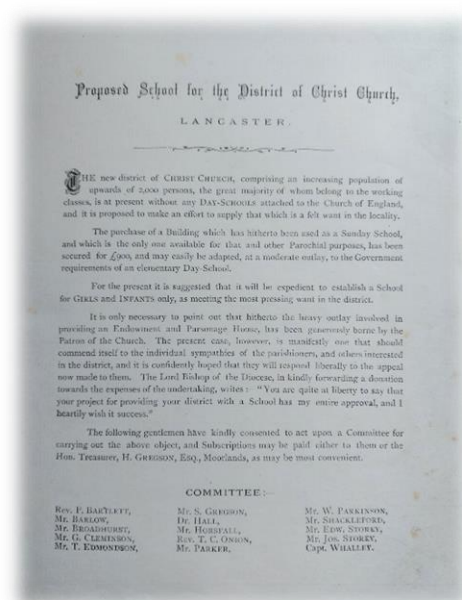 Proposed School for the District of Christ Church,
LANCASTER.
THE new district of CHRIST CHURCH, comprising an increasing population of
upwards of 2,000 persons, the great majority of whom belong to the working
classes, is at present without any DAY-SCHOOLS attached to the Church of England,
and it is proposed to make an effort to supply that which is a felt want in the locality.
The purchase of a Building which has hitherto been used as a Sunday School,
and which is the only one available for that and other Parochial purposes, has been
secured for £900, and may easily be adapted, at a moderate outlay, to the Government
requirements of an elementary Day-School.
For the present it is suggested that it will be expedient to establish a School
for GIRLS and INFANTS only, as meeting the most pressing want in the district.
It is only necessary to point out that hitherto the heavy outlay involved in
providing an Endowment and Parsonage House, has been generously borne by the
Patron of the Church. The present case, however, is manifestly one that should
commend itself to the individual sympathies of the parishioners, and others interested
in the district, and it is confidently hoped that they will respond liberally to the appeal
now made to them. The Lord Bishop of the Diocese, in kindly forwarding a donation
towards the expenses of the undertaking, writes: "You are quite at liberty to say that
your project for providing your district with a School has my entire approval, and I
heartily wish it success."
The following gentlemen have kindly consented to act upon a Committee for
carrying out the above object, and Subscriptions may be paid either to them or the
Hon. Treasurer, H. GREGSON, ESQ., Moorlands, as may be most convenient.
COMMITTEE:—
Rev. P. BARTLETT,
Mr. BARLOW,
Mr. BROADHURST,
Mr. G. CLEMINSON,
Mr. T. EDMONDSON,
Mr. S. GREGSON,
Dr. HALL,
Mr. HORSFALL,
Rev. T. C. ONION,
Mr. PARKER,
Mr. W. PARKINSON,
Mr. SHACKLEFORD,
Mr. EDW. STOREY,
Mr. JOS. STOREY,
Capt. WHALLEY.